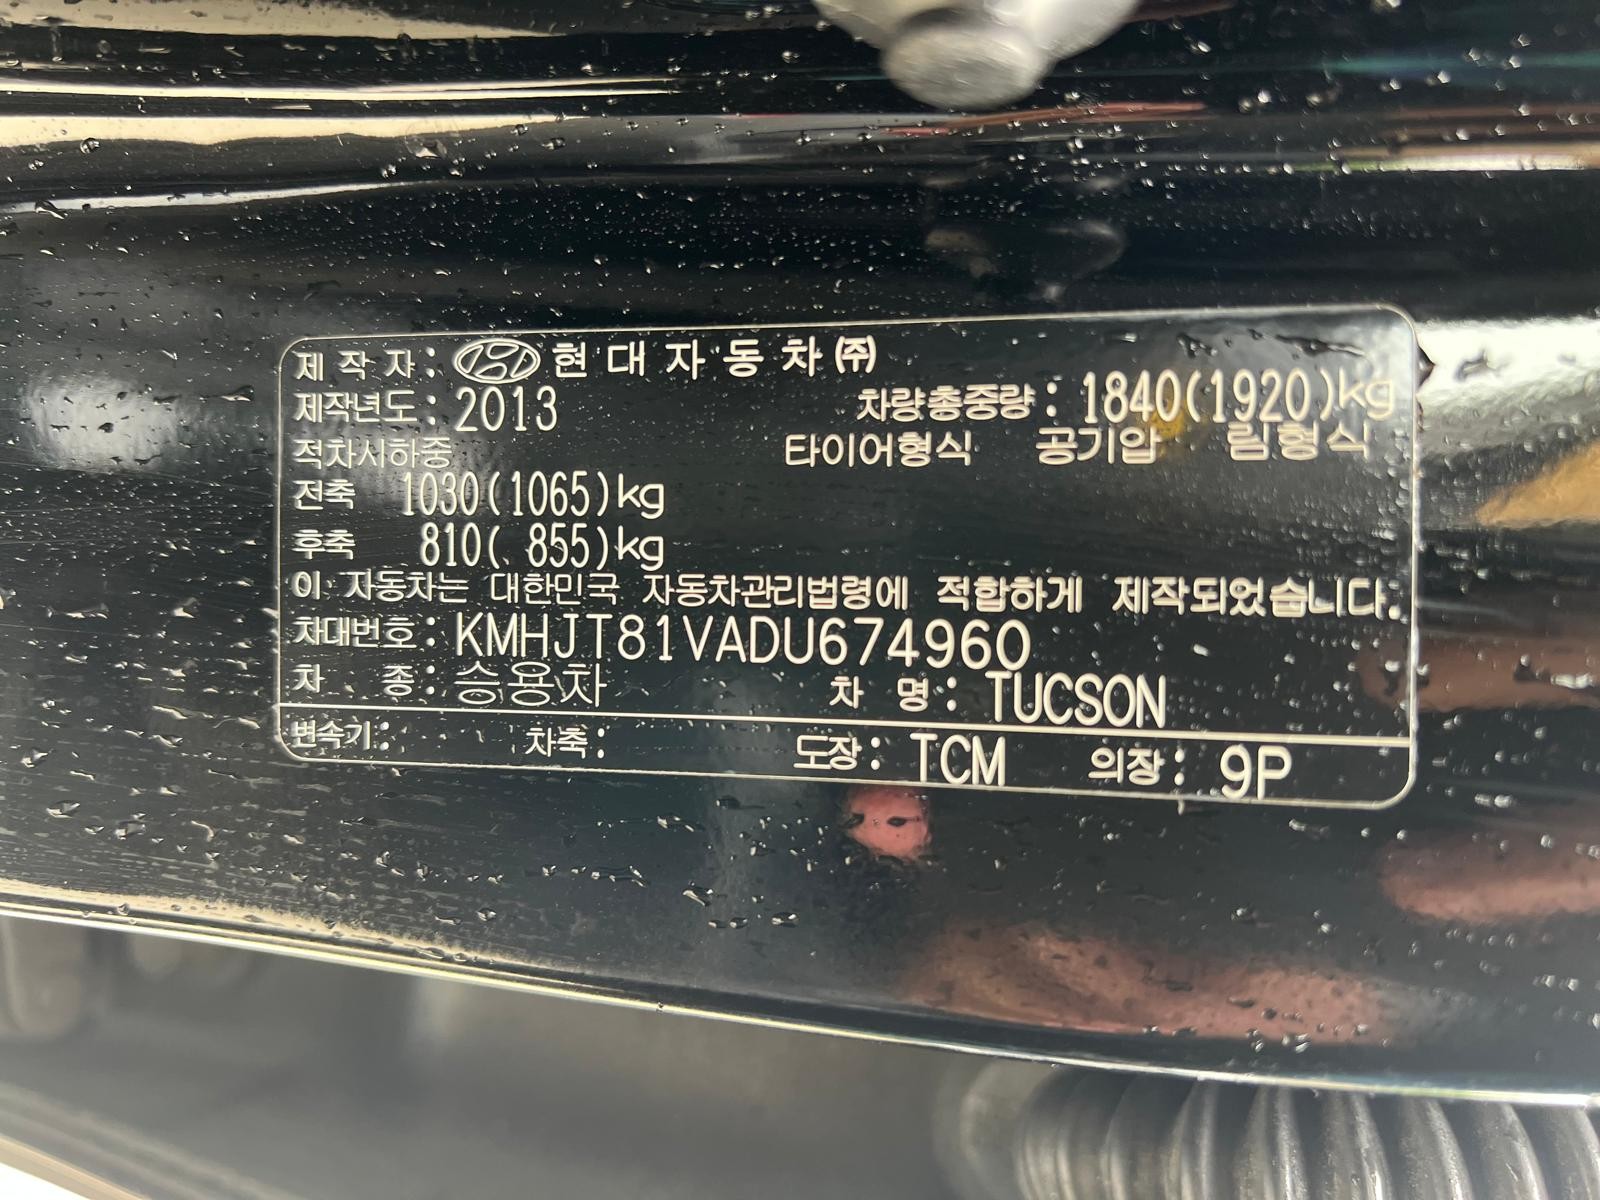 제 작 자 : 현 대 자 동 차 ㈜
제작년도 : 2013 차량총중량 : 1840(1920)kg
적차시하중 타이어형식 공기압 림형식
전축 1030(1065)kg
후축 810( 855)kg
이 자동차는 대한민국 자동차관리법령에 적합하게 제작되었습니다.
차대번호 : KMHJT81VADU674960
차 종 : 승용차 차 명 : TUCSON
변속기 : 차축 : 도장 : TCM 의장 : 9P